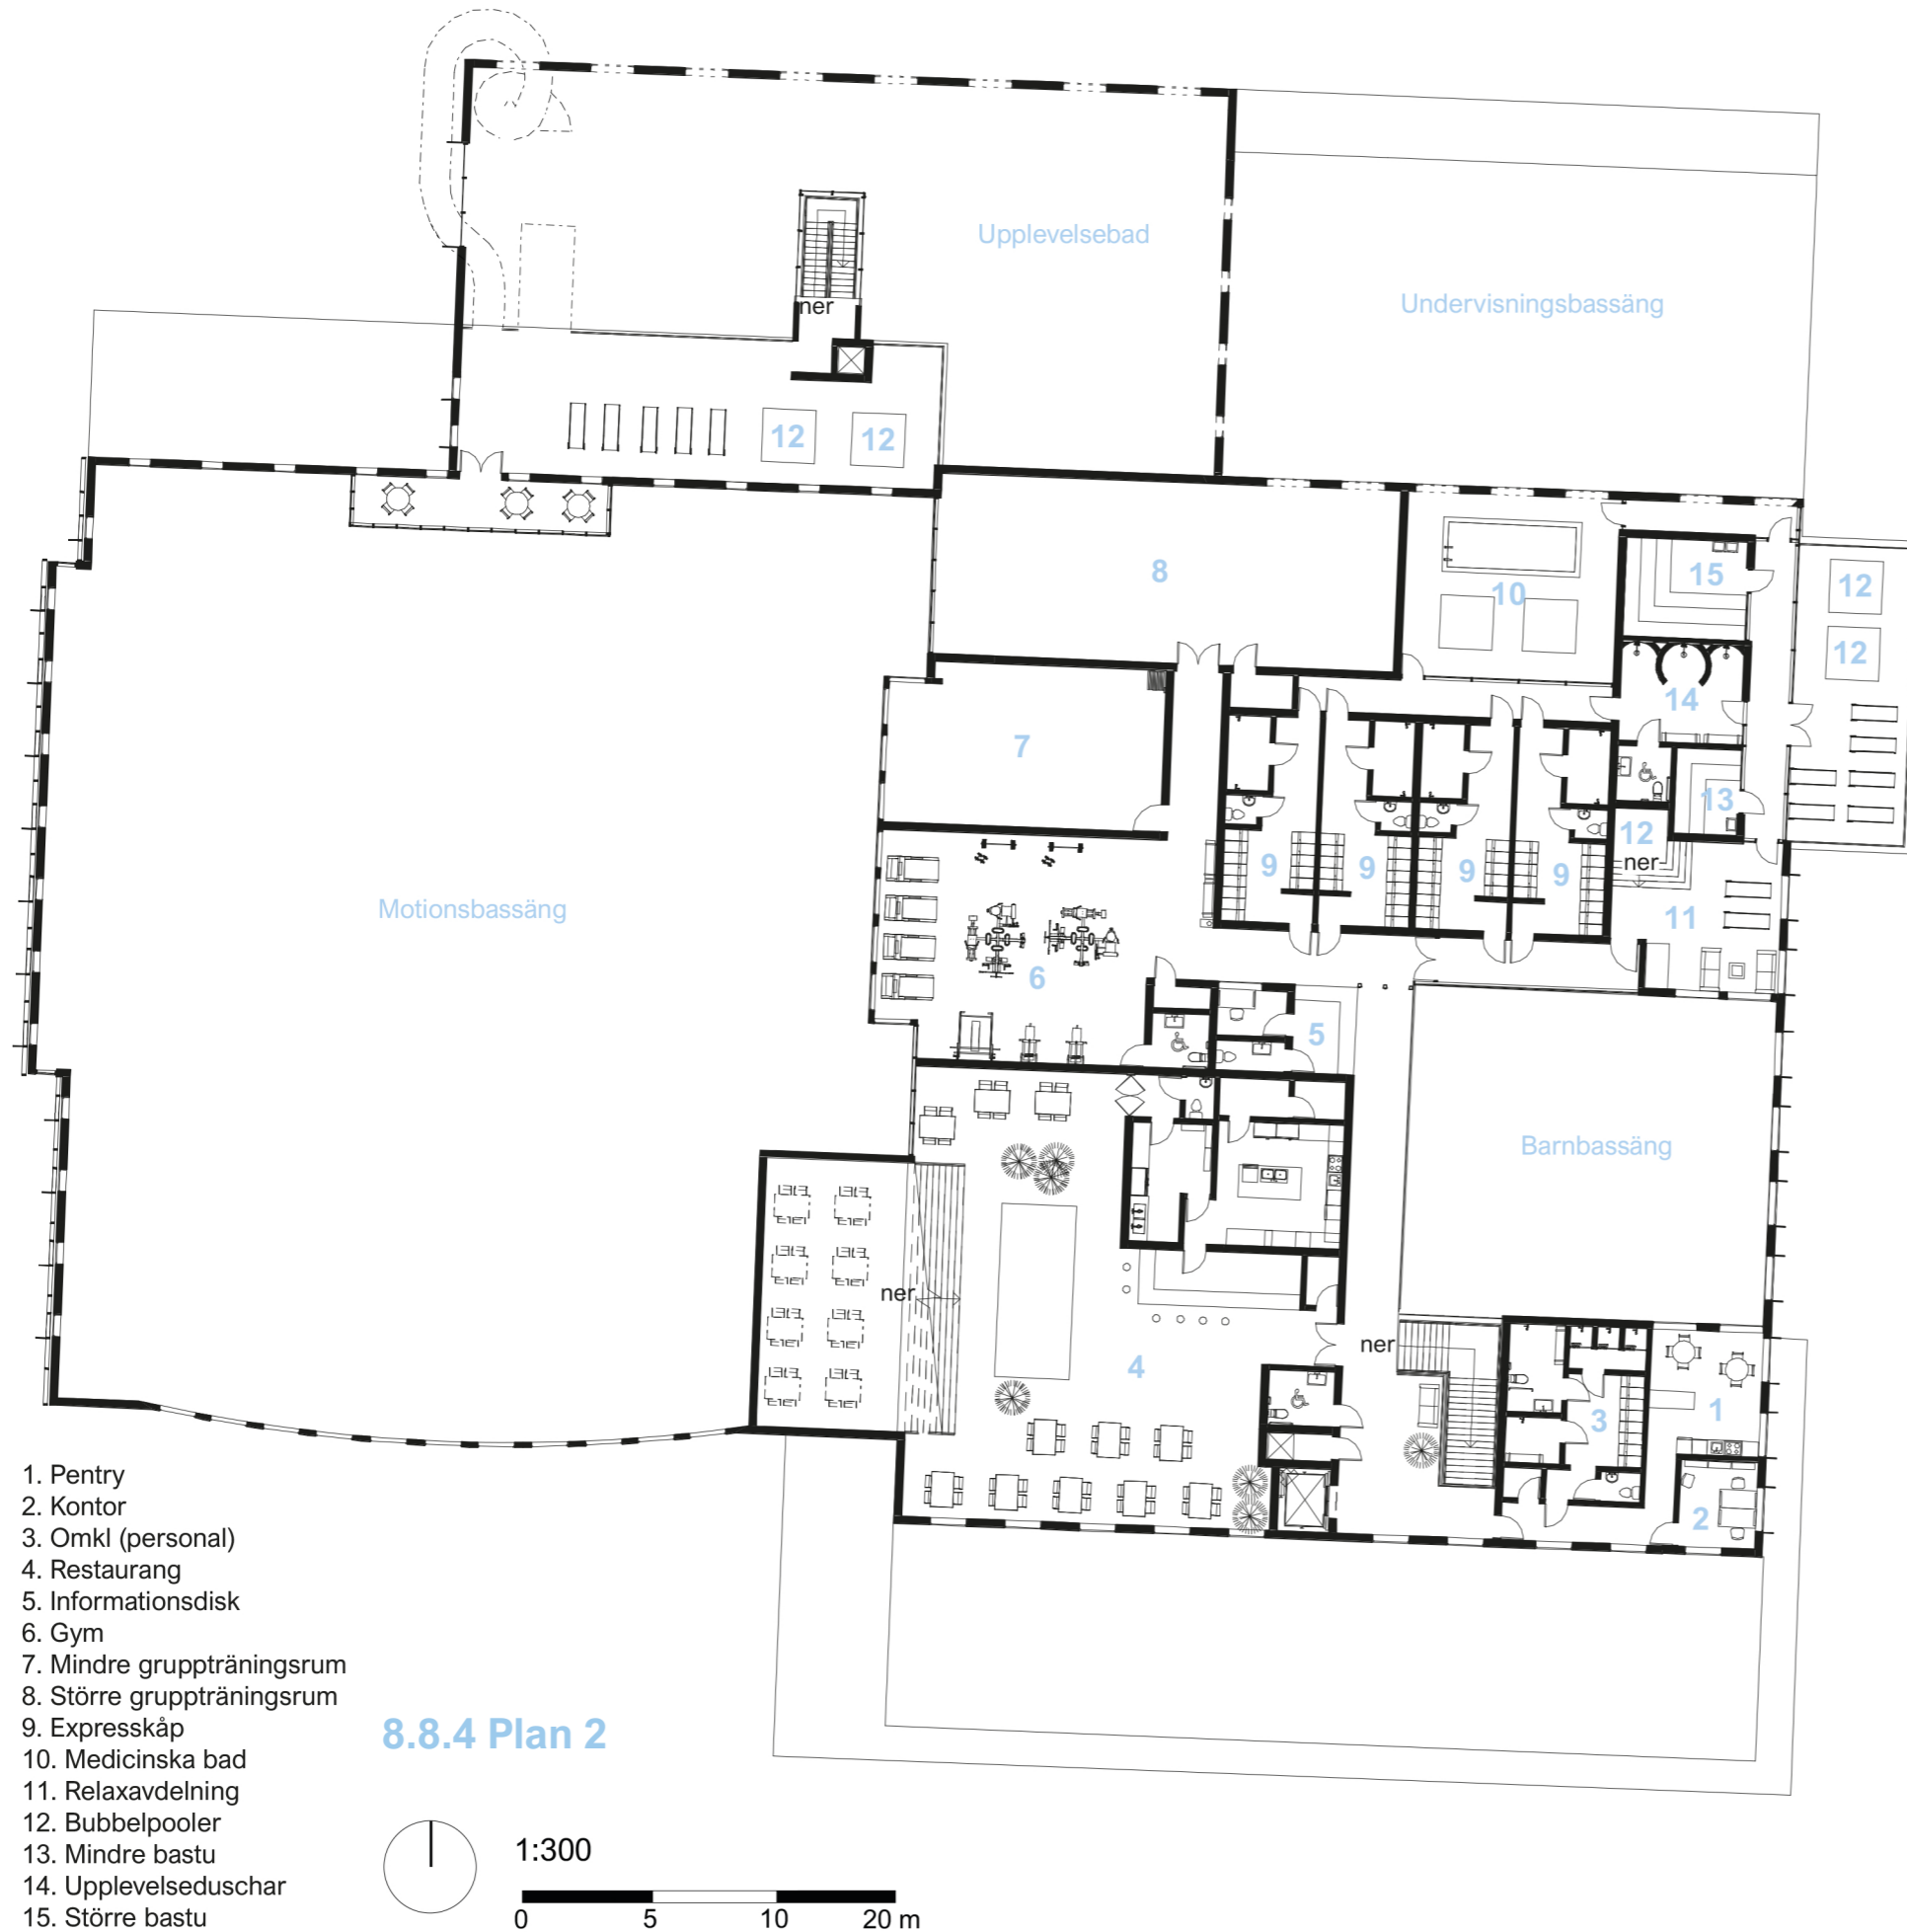 Upplevelsebad
Undervisningsbassäng
ner
12
12
8
10
15
12
12
14
7
13
12
ner
9
9
9
9
11
Motionsbassäng
6
5
Barnbassäng
ner
ner
4
1
3
2
1. Pentry
2. Kontor
3. Omkl (personal)
4. Restaurang
5. Informationsdisk
6. Gym
7. Mindre gruppträningsrum
8. Större gruppträningsrum
9. Expresskåp
10. Medicinska bad
11. Relaxavdelning
12. Bubbelpooler
13. Mindre bastu
14. Upplevelseduschar
15. Större bastu
8.8.4 Plan 2
1:300
0 5 10 20 m